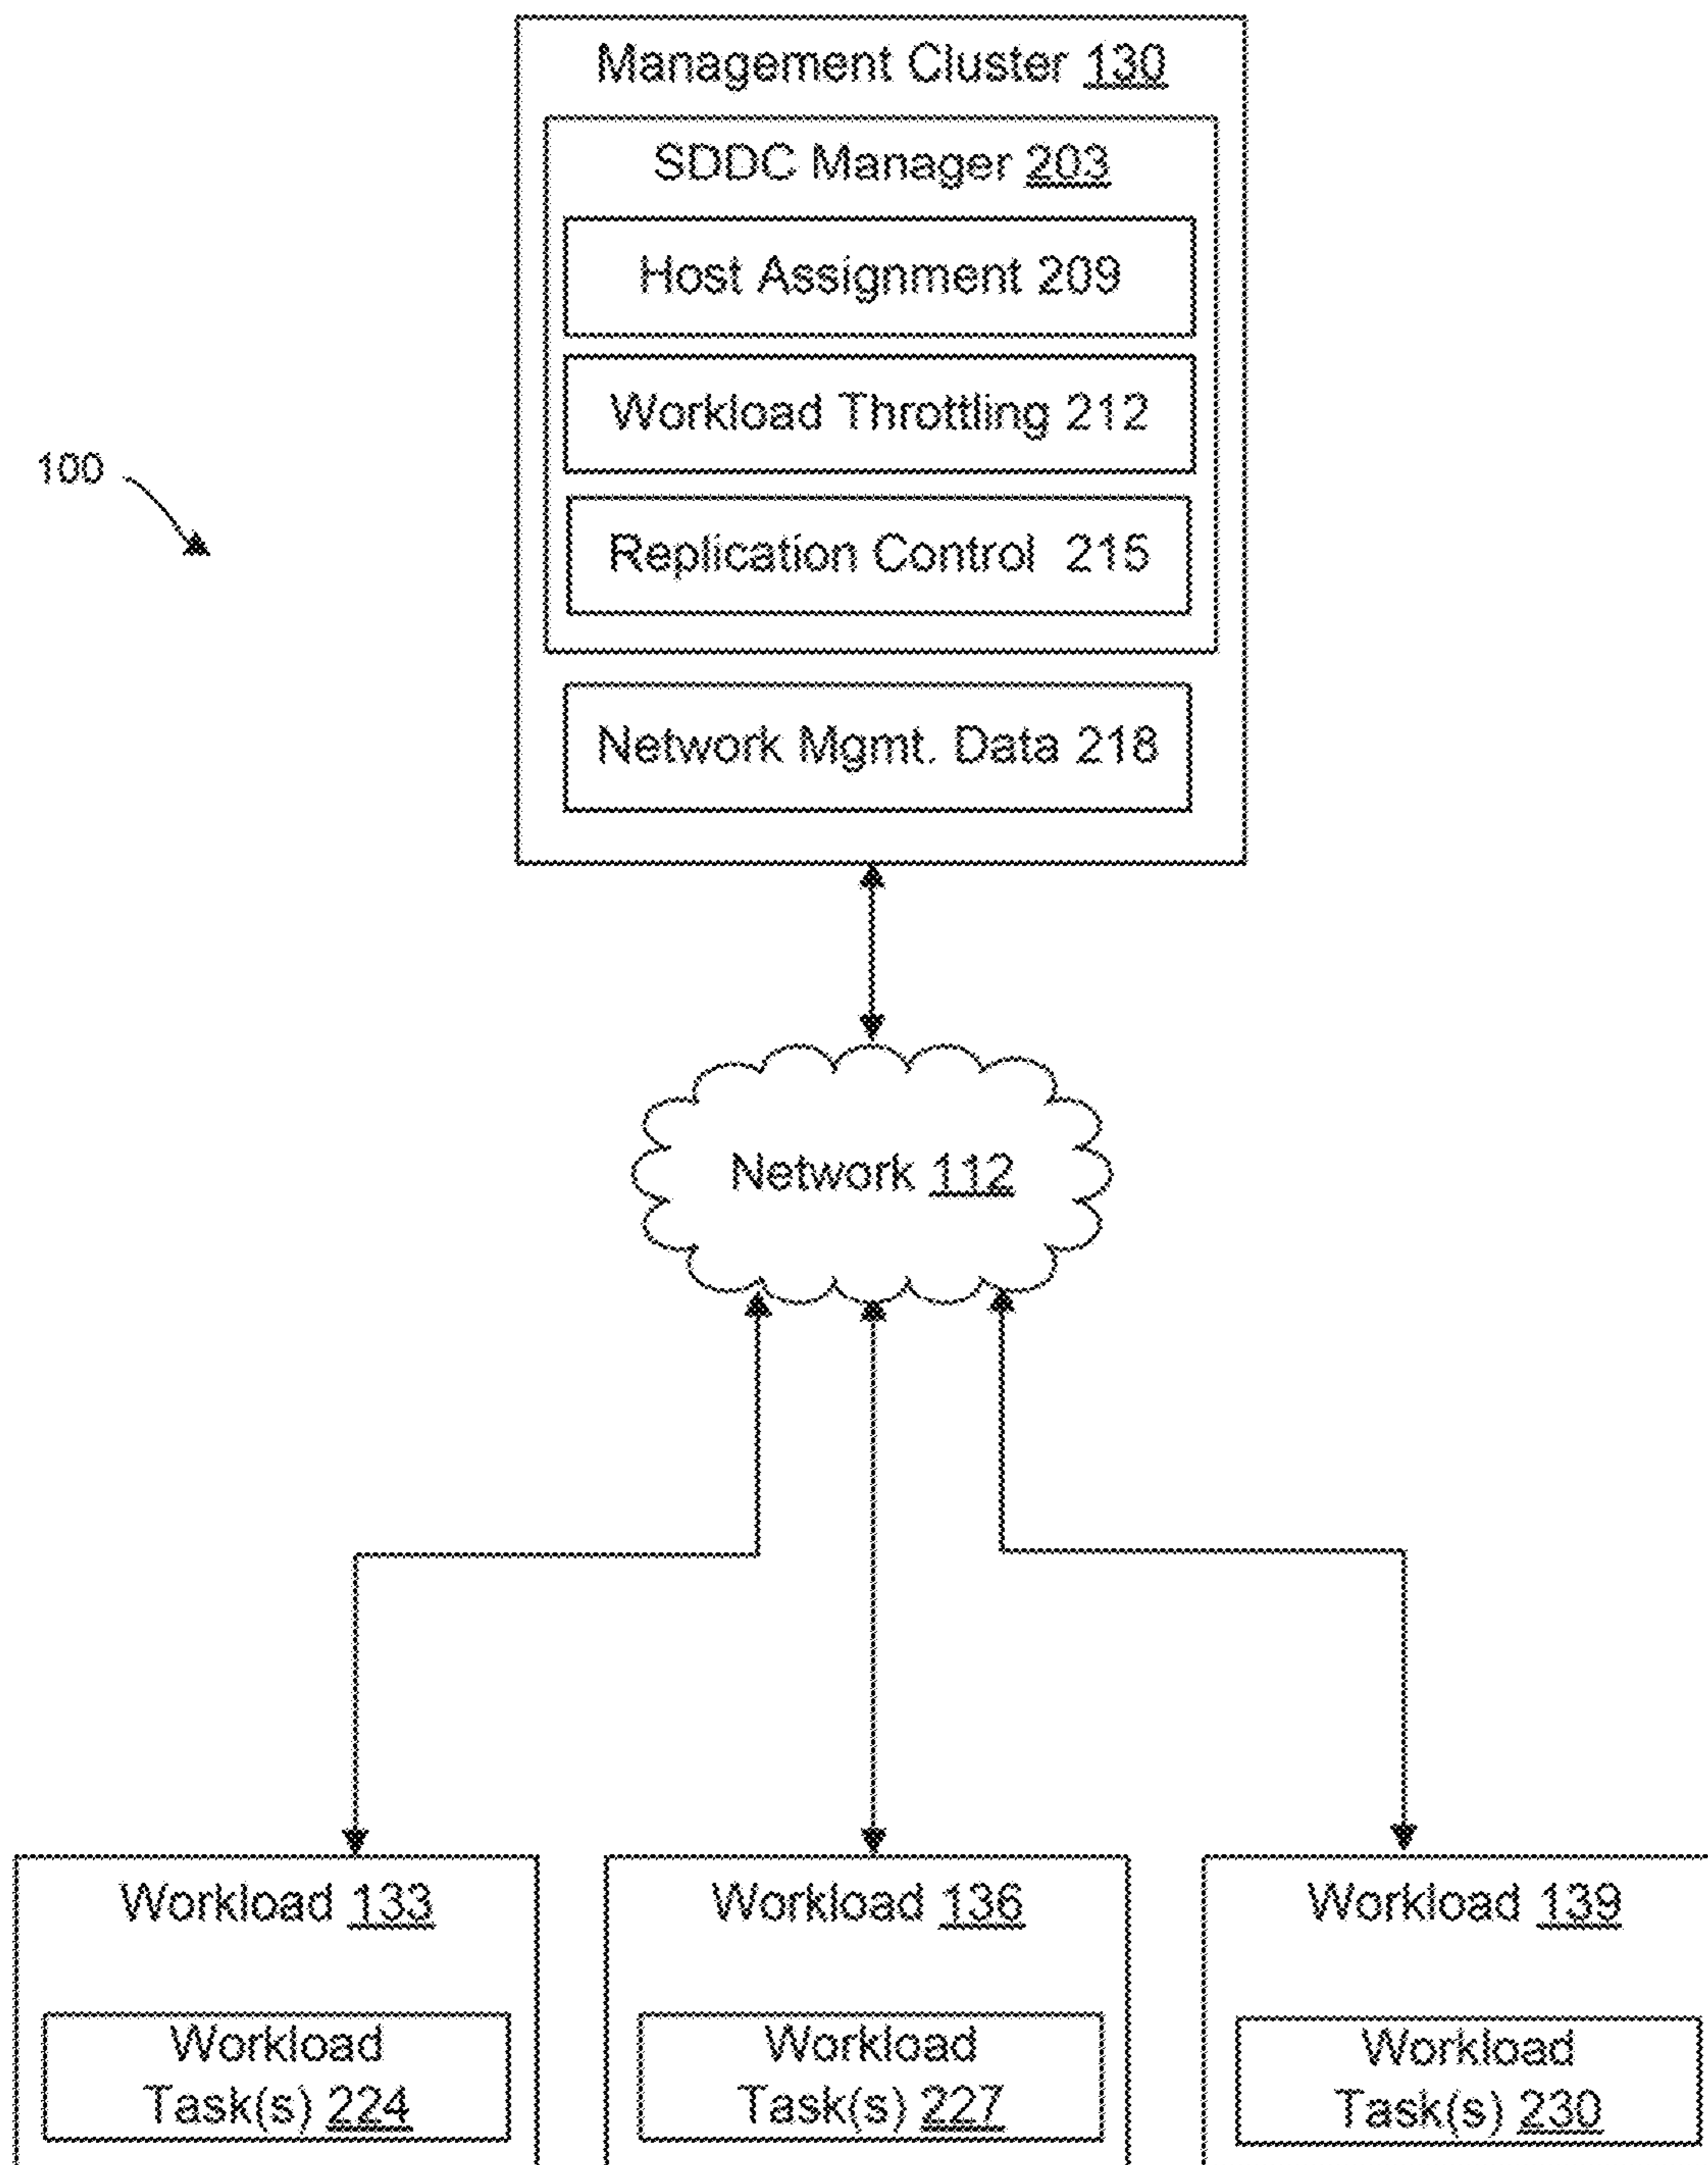 Management Cluster 130
SDDC Manager 203
Host Assignment 209
Workload Throttling 212
100
Replication Control 215
Network Mgmt. Data 218
Network 112
Workload 133
Workload
Task(s) 224
Workload 136
Workload
Task(s) 227
Workload 139
Workload
Task(s) 230